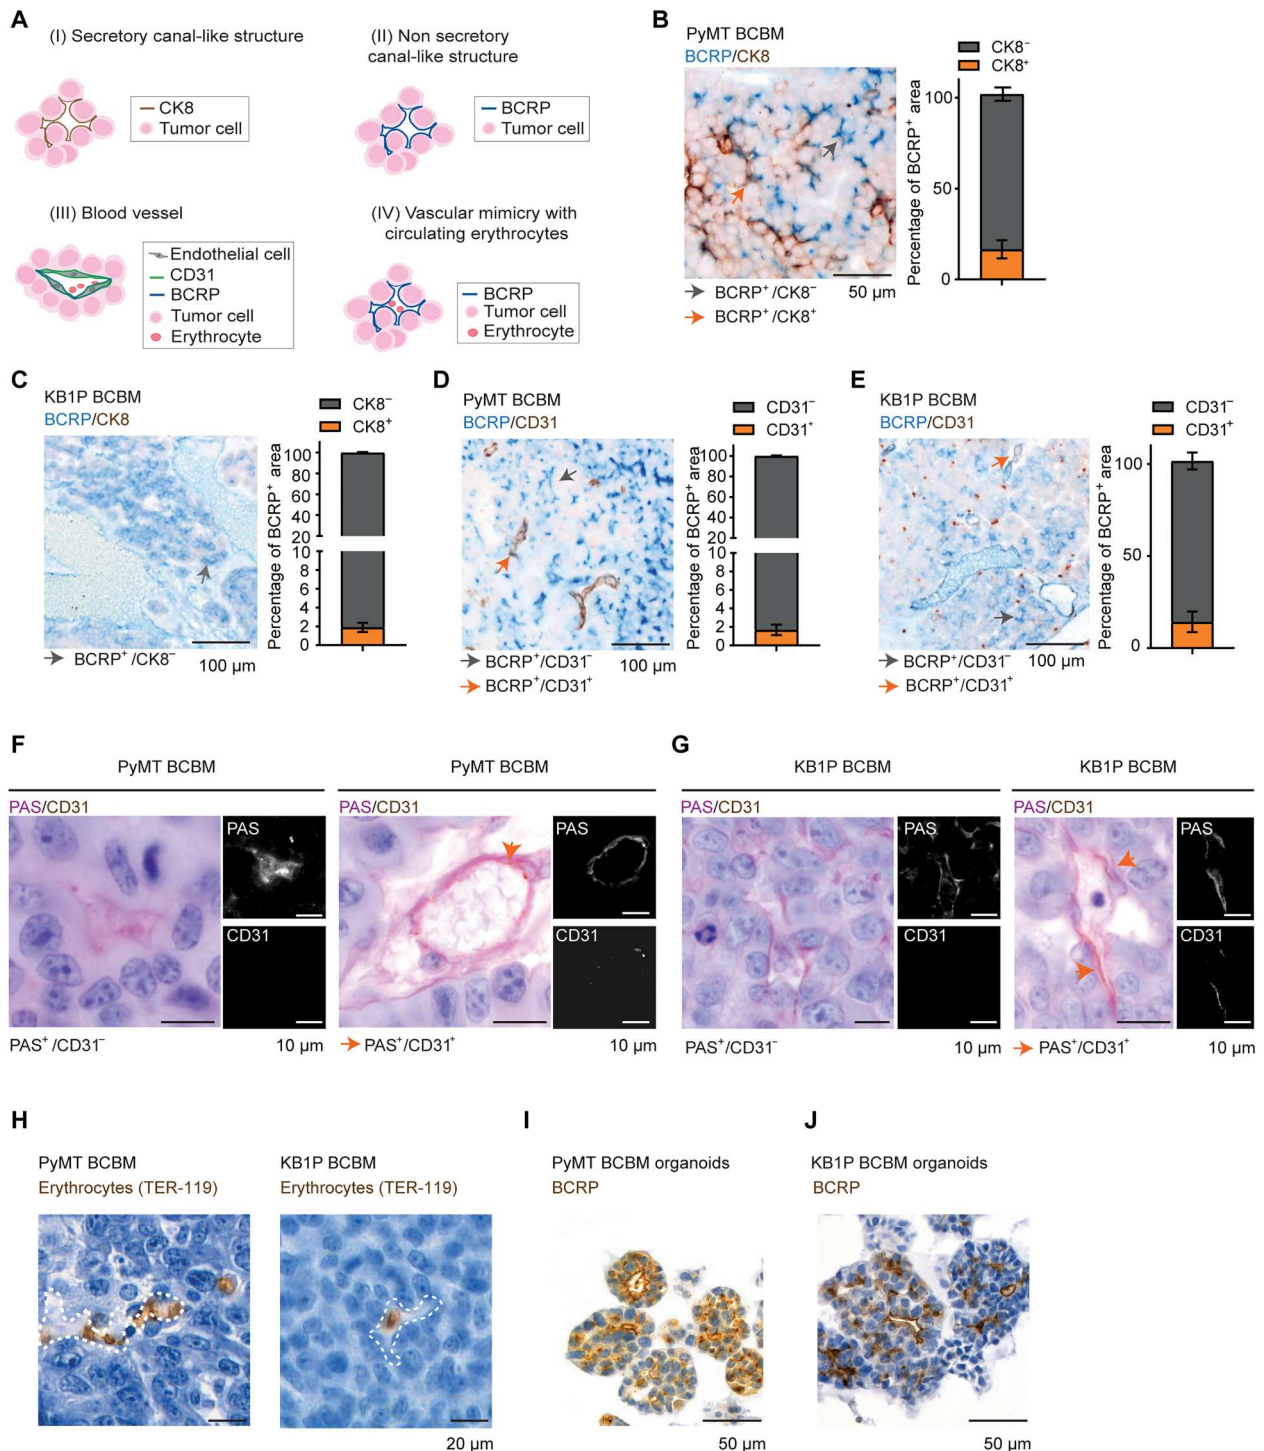 A
(I) Secretory canal-like structure
CK8
Tumor cell
(II) Non secretory
canal-like structure
BCRP
Tumor cell
(III) Blood vessel
Endothelial cell
CD31
BCRP
Tumor cell
Erythrocyte
(IV) Vascular mimicry with
circulating erythrocytes
BCRP
Tumor cell
Erythrocyte
B
PyMT BCBM
BCRP/CK8
50 µm
BCRP⁺/CK8⁻
BCRP⁺/CK8⁺
CK8⁻
CK8⁺
Percentage of BCRP⁺ area
100
50
0
C
KB1P BCBM
BCRP/CK8
BCRP⁺/CK8⁻
100 µm
CK8⁻
CK8⁺
Percentage of BCRP⁺ area
100
80
60
40
20
10
8
6
4
2
0
D
PyMT BCBM
BCRP/CD31
BCRP⁺/CD31⁻
100 µm
BCRP⁺/CD31⁺
CD31⁻
CD31⁺
Percentage of BCRP⁺ area
100
80
60
40
20
10
8
6
4
2
0
E
KB1P BCBM
BCRP/CD31
BCRP⁺/CD31⁻
100 µm
BCRP⁺/CD31⁺
CD31⁻
CD31⁺
Percentage of BCRP⁺ area
100
50
0
F
PyMT BCBM
PAS/CD31
PAS
CD31
PAS⁺/CD31⁻
10 µm
PyMT BCBM
PAS/CD31
PAS
CD31
PAS⁺/CD31⁺
10 µm
G
KB1P BCBM
PAS/CD31
PAS
CD31
PAS⁺/CD31⁻
10 µm
KB1P BCBM
PAS/CD31
PAS
CD31
PAS⁺/CD31⁺
10 µm
H
PyMT BCBM
Erythrocytes (TER-119)
KB1P BCBM
Erythrocytes (TER-119)
20 µm
I
PyMT BCBM organoids
BCRP
50 µm
J
KB1P BCBM organoids
BCRP
50 µm